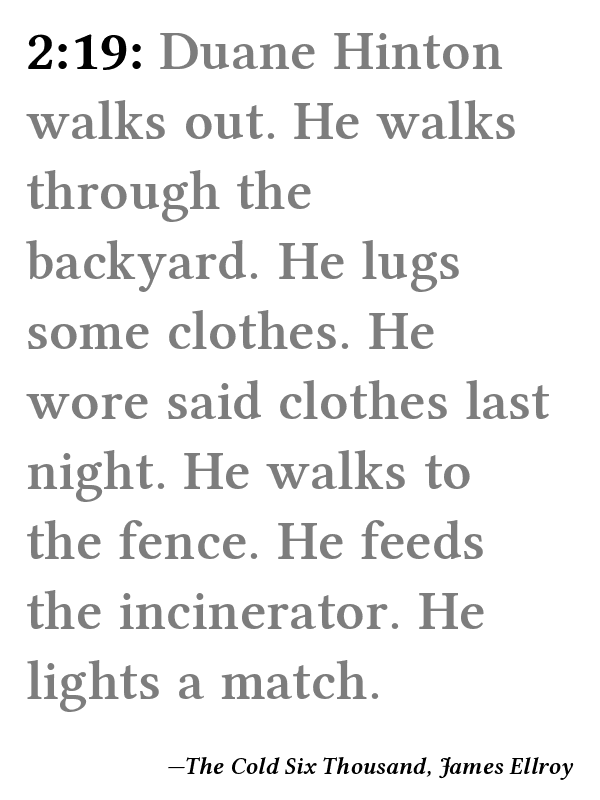 2:19: Duane Hinton
walks out. He walks
through the
backyard. He lugs
some clothes. He
wore said clothes last
night. He walks to
the fence. He feeds
the incinerator. He
lights a match.
—The Cold Six Thousand, James Ellroy